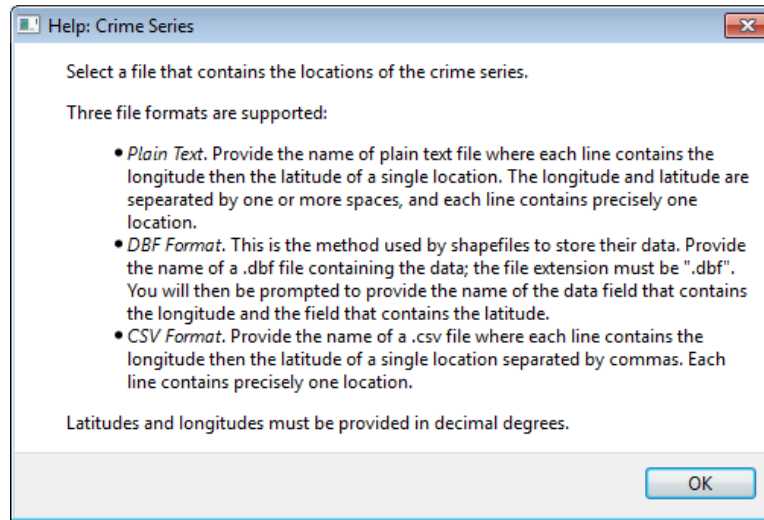 Help: Crime Series
Select a file that contains the locations of the crime series.
Three file formats are supported:
• Plain Text. Provide the name of plain text file where each line contains the
longitude then the latitude of a single location. The longitude and latitude are
sepearated by one or more spaces, and each line contains precisely one
location.
• DBF Format. This is the method used by shapefiles to store their data. Provide
the name of a .dbf file containing the data; the file extension must be ".dbf".
You will then be prompted to provide the name of the data field that contains
the longitude and the field that contains the latitude.
• CSV Format. Provide the name of a .csv file where each line contains the
longitude then the latitude of a single location separated by commas. Each
line contains precisely one location.
Latitudes and longitudes must be provided in decimal degrees.
OK